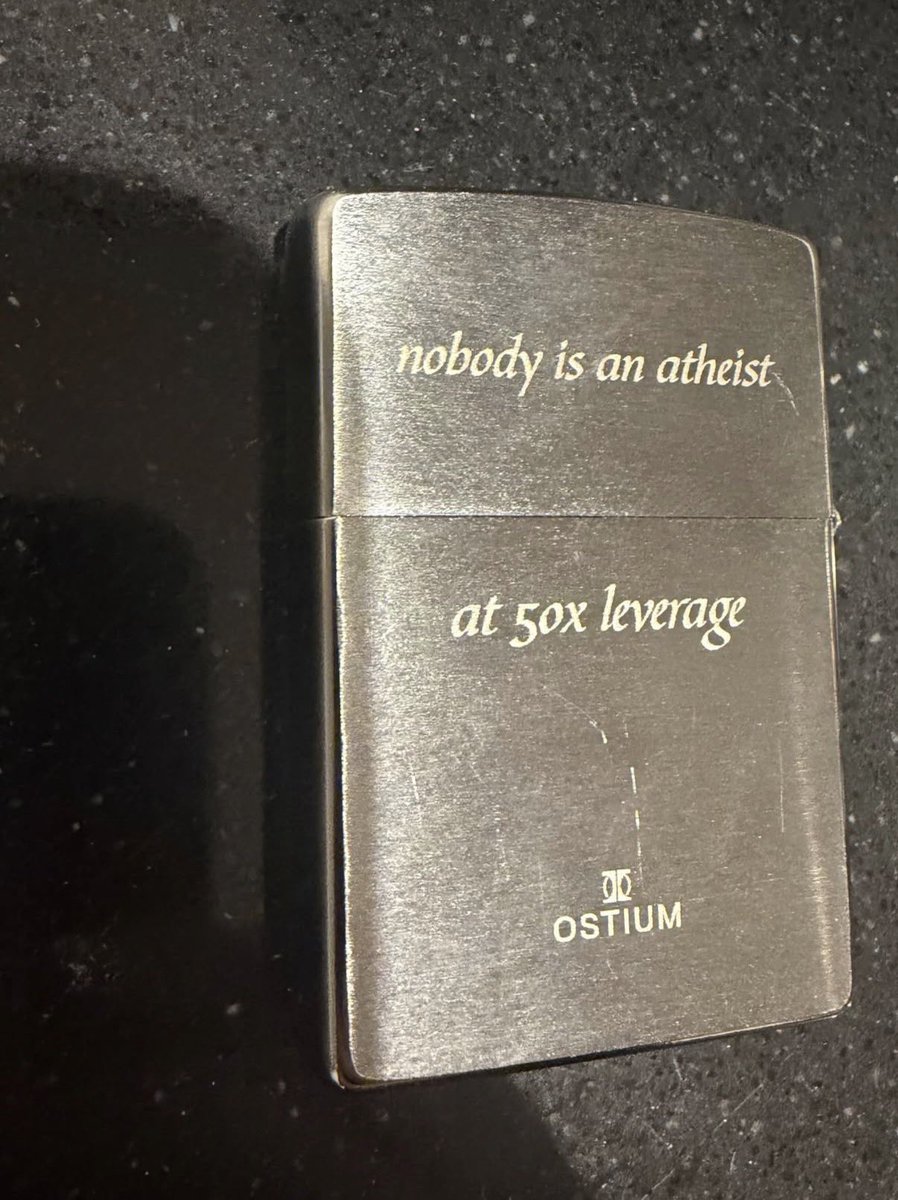 nobody is an atheist
at 50x leverage
OSTIUM